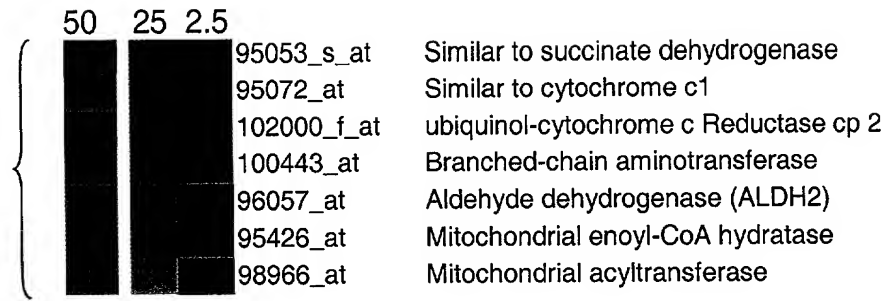 50 25 2.5
95053_s_at Similar to succinate dehydrogenase
95072_at Similar to cytochrome c1
102000_f_at ubiquinol-cytochrome c Reductase cp 2
100443_at Branched-chain aminotransferase
96057_at Aldehyde dehydrogenase (ALDH2)
95426_at Mitochondrial enoyl-CoA hydratase
98966_at Mitochondrial acyltransferase